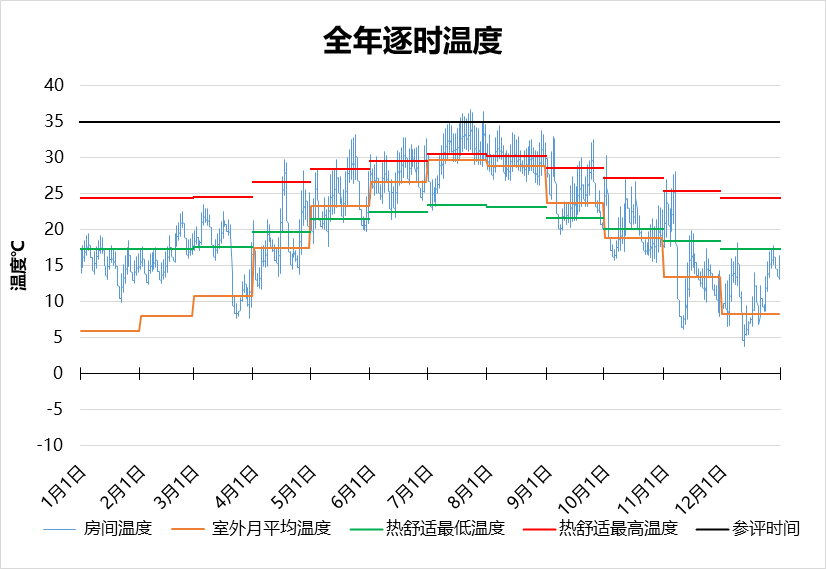 全年逐时温度
40
35
30
25
20
15
10
5
0
-5
-10
温度℃
1月1日
2月1日
3月1日
4月1日
5月1日
6月1日
7月1日
8月1日
9月1日
10月1日
11月1日
12月1日
房间温度 室外月平均温度 热舒适最低温度 热舒适最高温度 参评时间